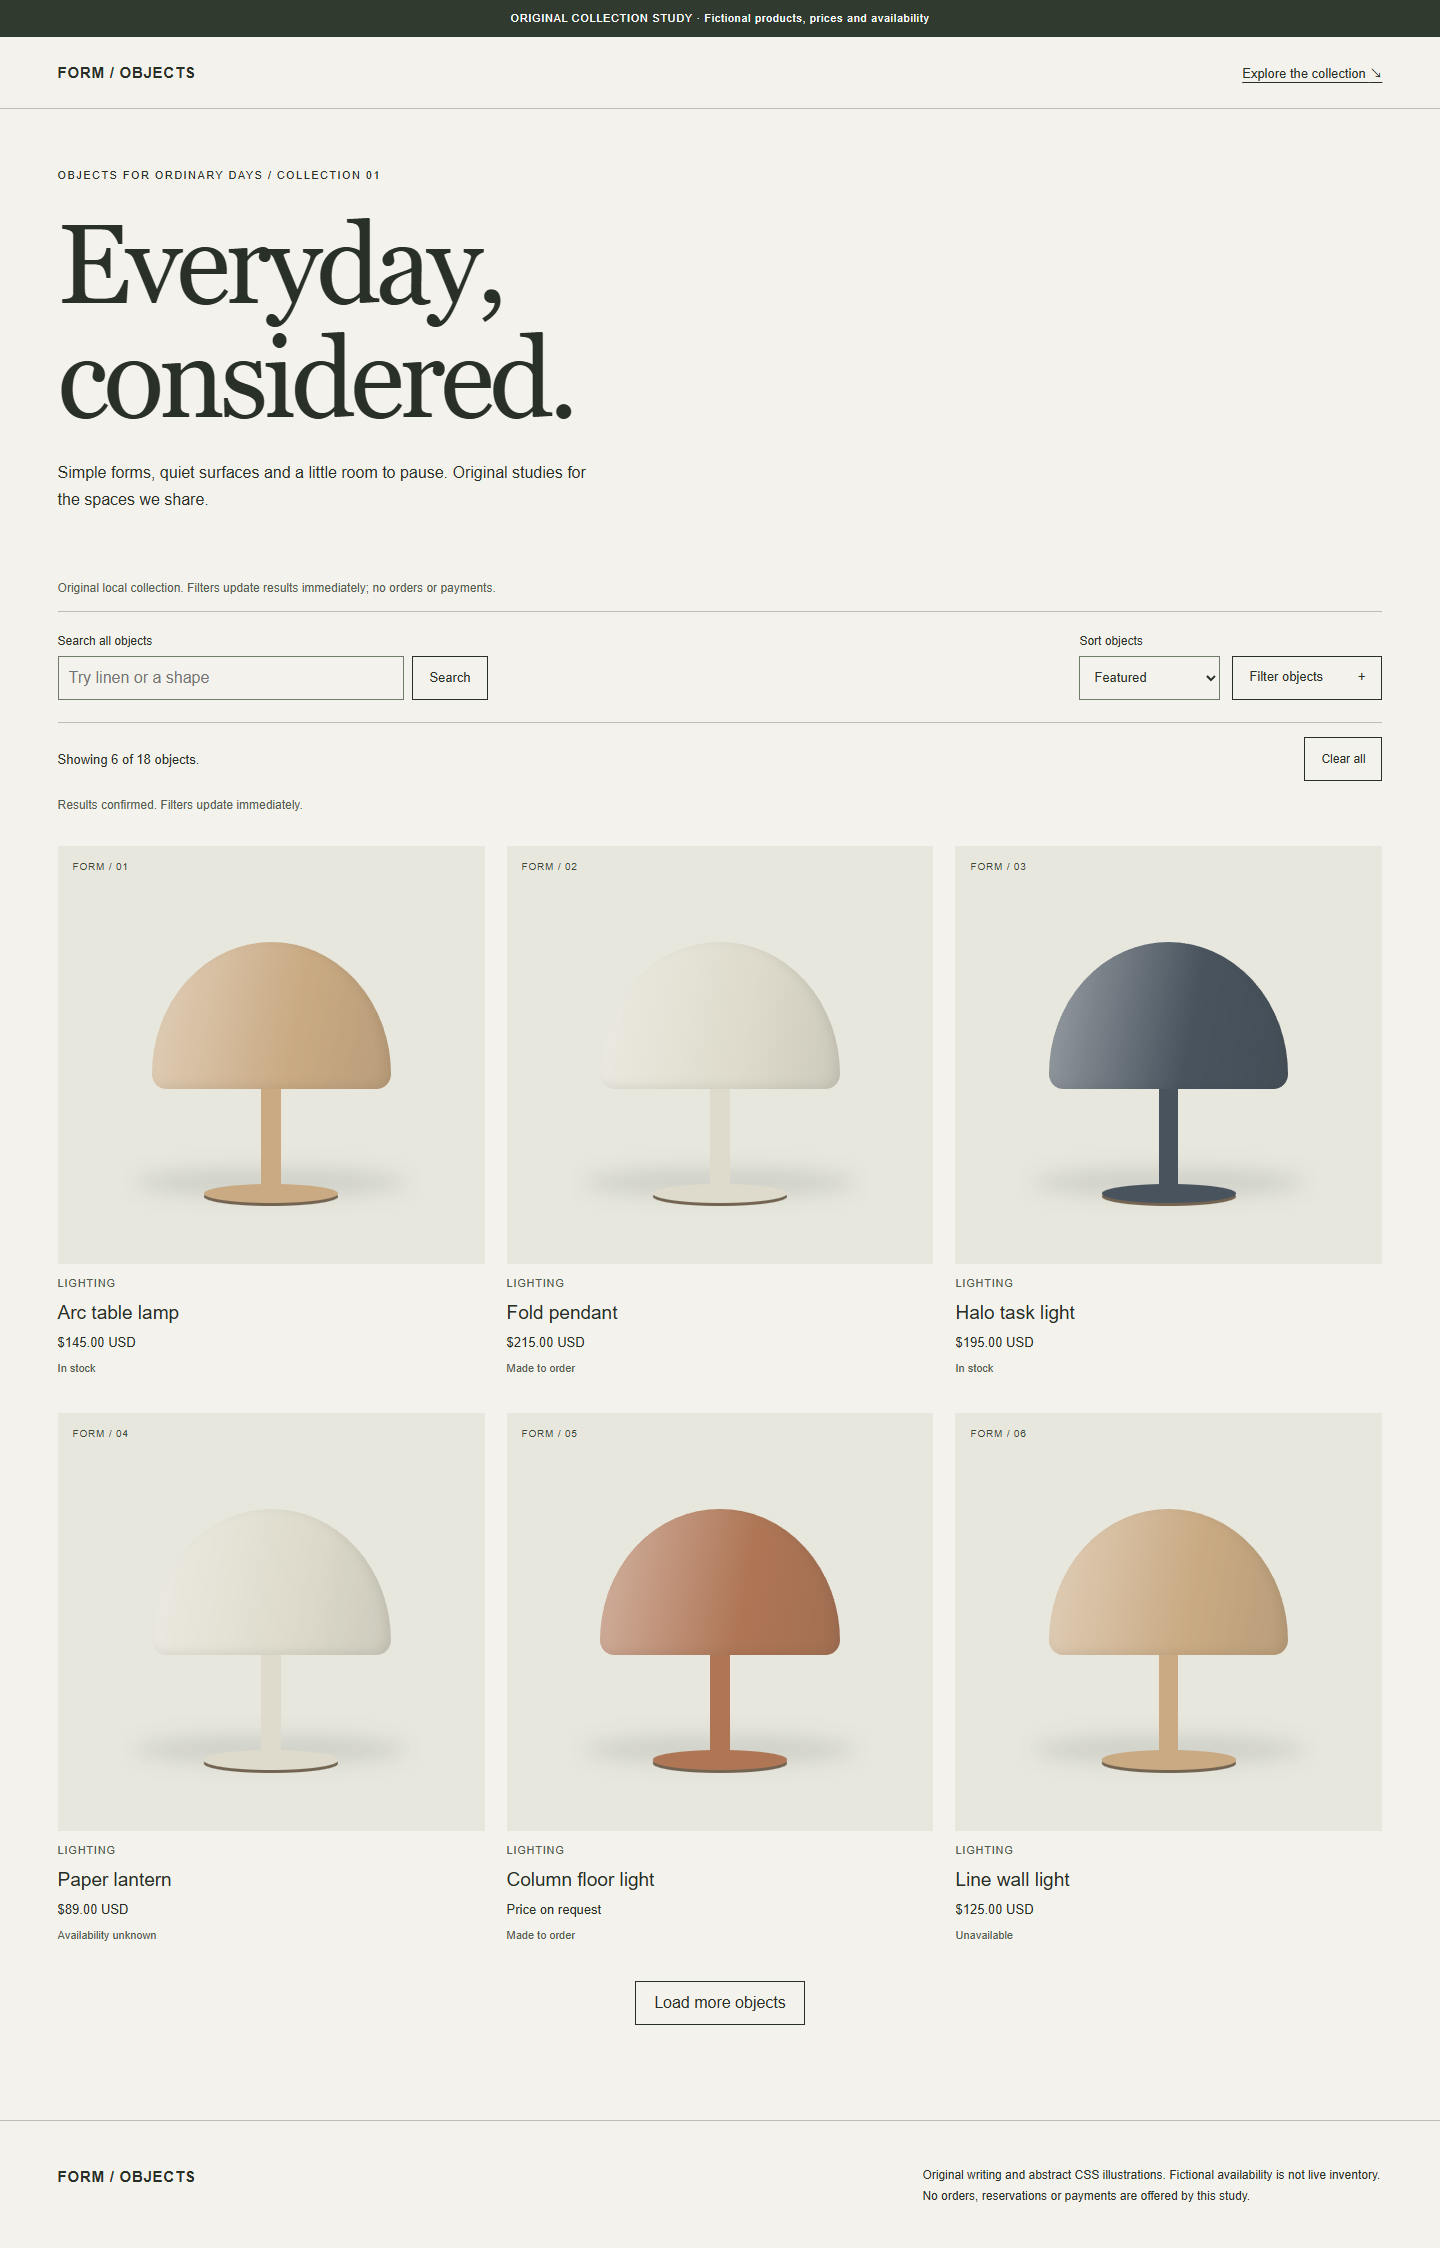 ORIGINAL COLLECTION STUDY · Fictional products, prices and availability
FORM / OBJECTS
Explore the collection ↘
OBJECTS FOR ORDINARY DAYS / COLLECTION 01
Everyday,
considered.
Simple forms, quiet surfaces and a little room to pause. Original studies for
the spaces we share.
Original local collection. Filters update results immediately; no orders or payments.
Search all objects
Sort objects
Try linen or a shape
Search
Featured
Filter objects +
Showing 6 of 18 objects.
Clear all
Results confirmed. Filters update immediately.
FORM / 01
FORM / 02
FORM / 03
LIGHTING
Arc table lamp
$145.00 USD
In stock
LIGHTING
Fold pendant
$215.00 USD
Made to order
LIGHTING
Halo task light
$195.00 USD
In stock
FORM / 04
FORM / 05
FORM / 06
LIGHTING
Paper lantern
$89.00 USD
Availability unknown
LIGHTING
Column floor light
Price on request
Made to order
LIGHTING
Line wall light
$125.00 USD
Unavailable
Load more objects
FORM / OBJECTS
Original writing and abstract CSS illustrations. Fictional availability is not live inventory.
No orders, reservations or payments are offered by this study.